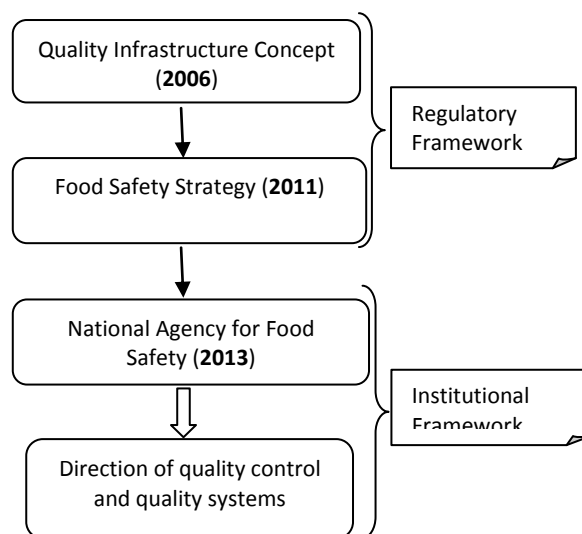 Quality Infrastructure Concept
(2006)
Regulatory
Framework
Food Safety Strategy (2011)
National Agency for Food
Safety (2013)
Institutional
Framework
Direction of quality control
and quality systems